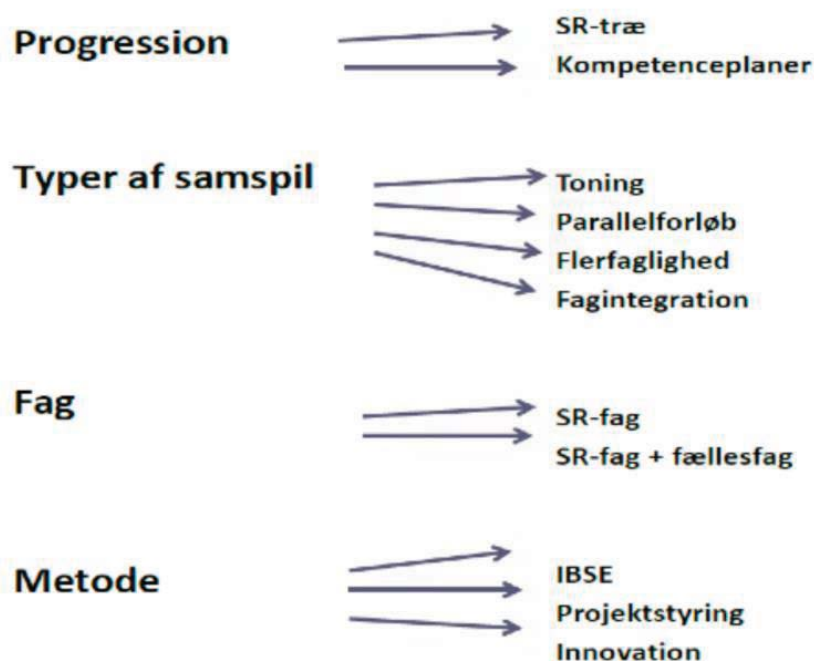 Progression
SR-træ
Kompetenceplaner
Typer af samspil
Toning
Parallelforløb
Flerfaglighed
Fagintegration
Fag
SR-fag
SR-fag + fællesfag
Metode
IBSE
Projektstyring
Innovation